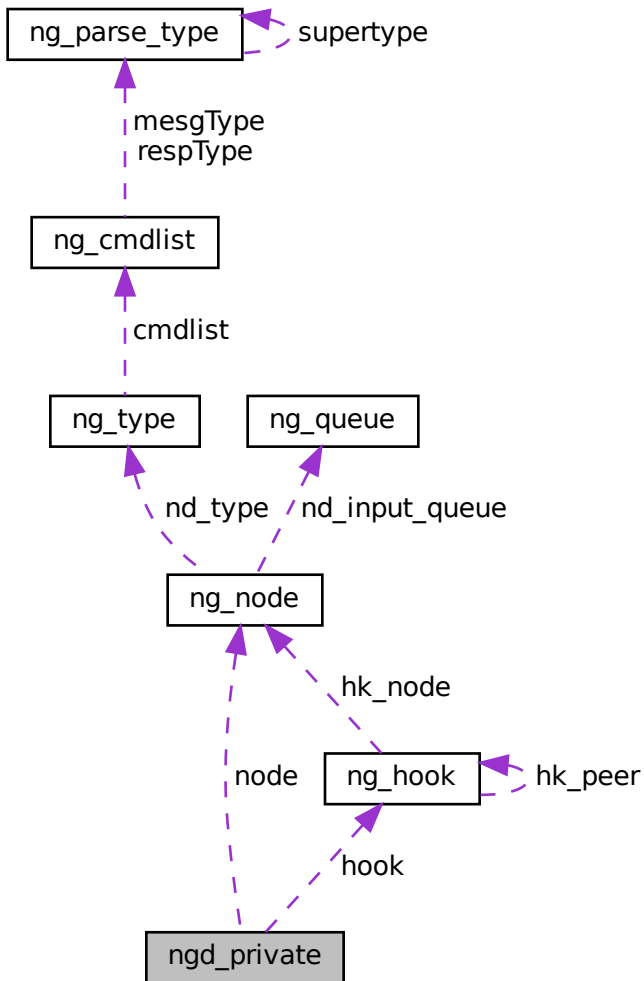 ng_parse_type
supertype
mesgType
respType
ng_cmdlist
cmdlist
ng_type
ng_queue
nd_type
nd_input_queue
ng_node
hk_node
node
ng_hook
hk_peer
hook
ngd_private